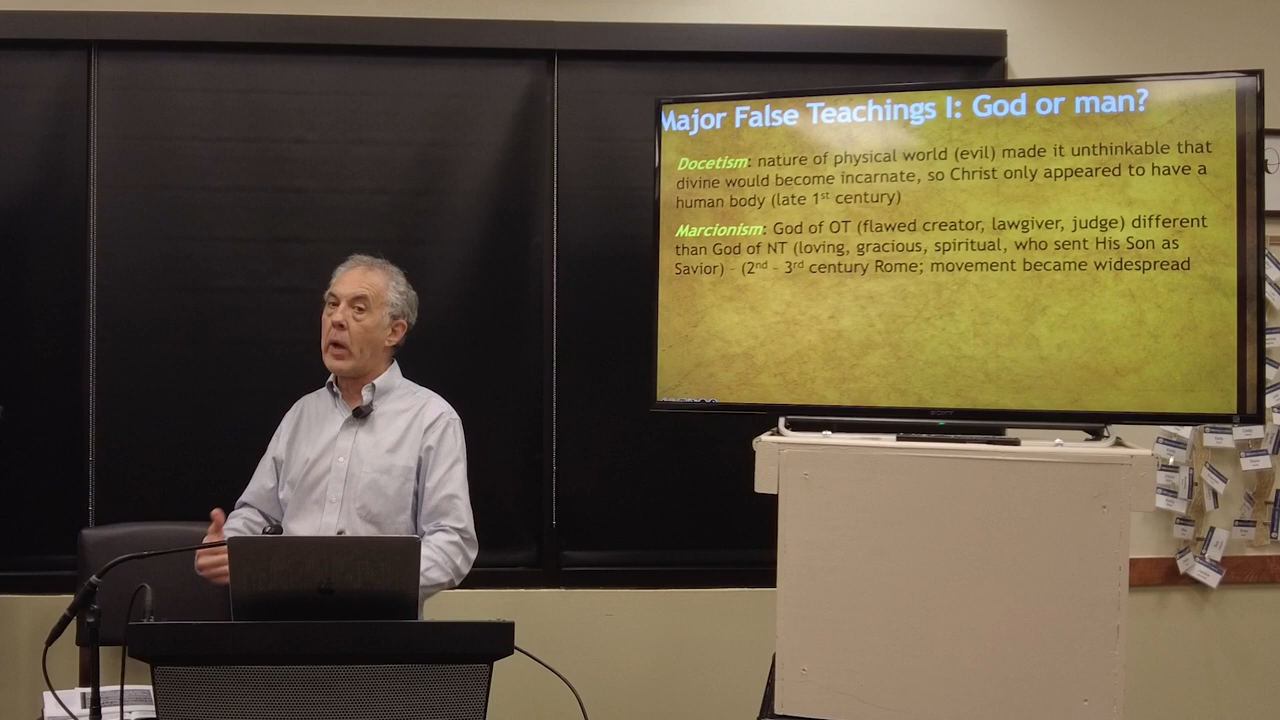 Major False Teachings I: God or man?
Docetism: nature of physical world (evil) made it unthinkable that
divine would become incarnate, so Christ only appeared to have a
human body (late 1st century)
Marcionism: God of OT (flawed creator, lawgiver, judge) different
than God of NT (loving, gracious, spiritual, who sent His Son as
Savior) - (2nd - 3rd century Rome; movement became widespread
SONY